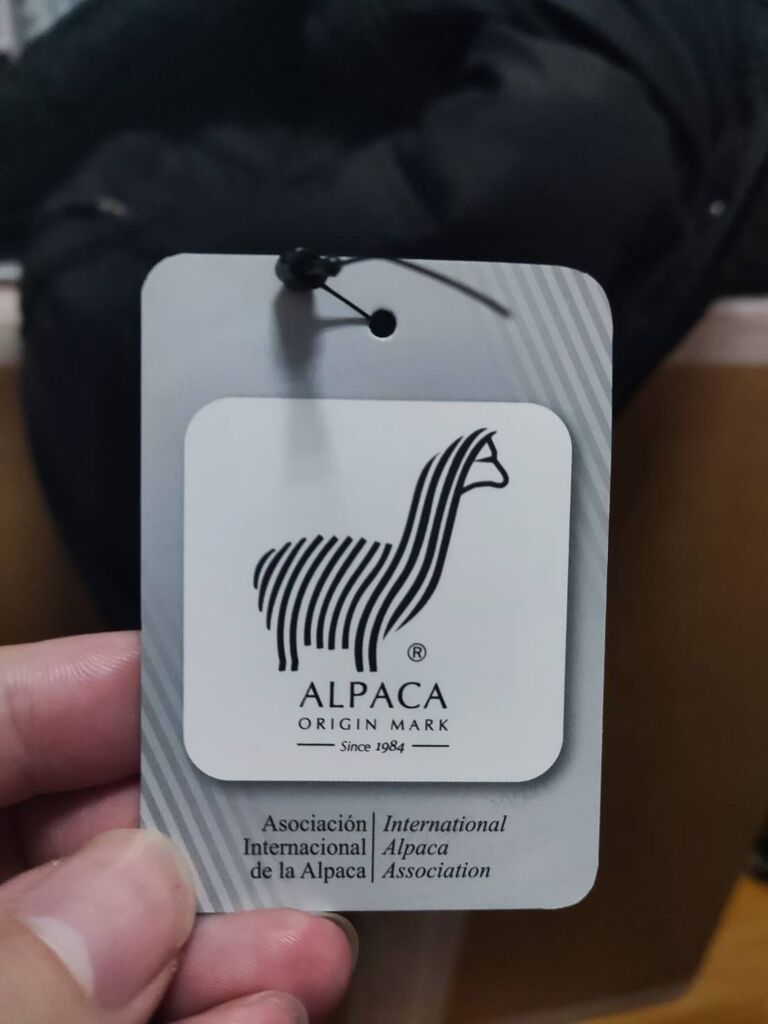 ®
ALPACA
ORIGIN MARK
Since 1984
Asociación
Internacional
de la Alpaca
International
Alpaca
Association